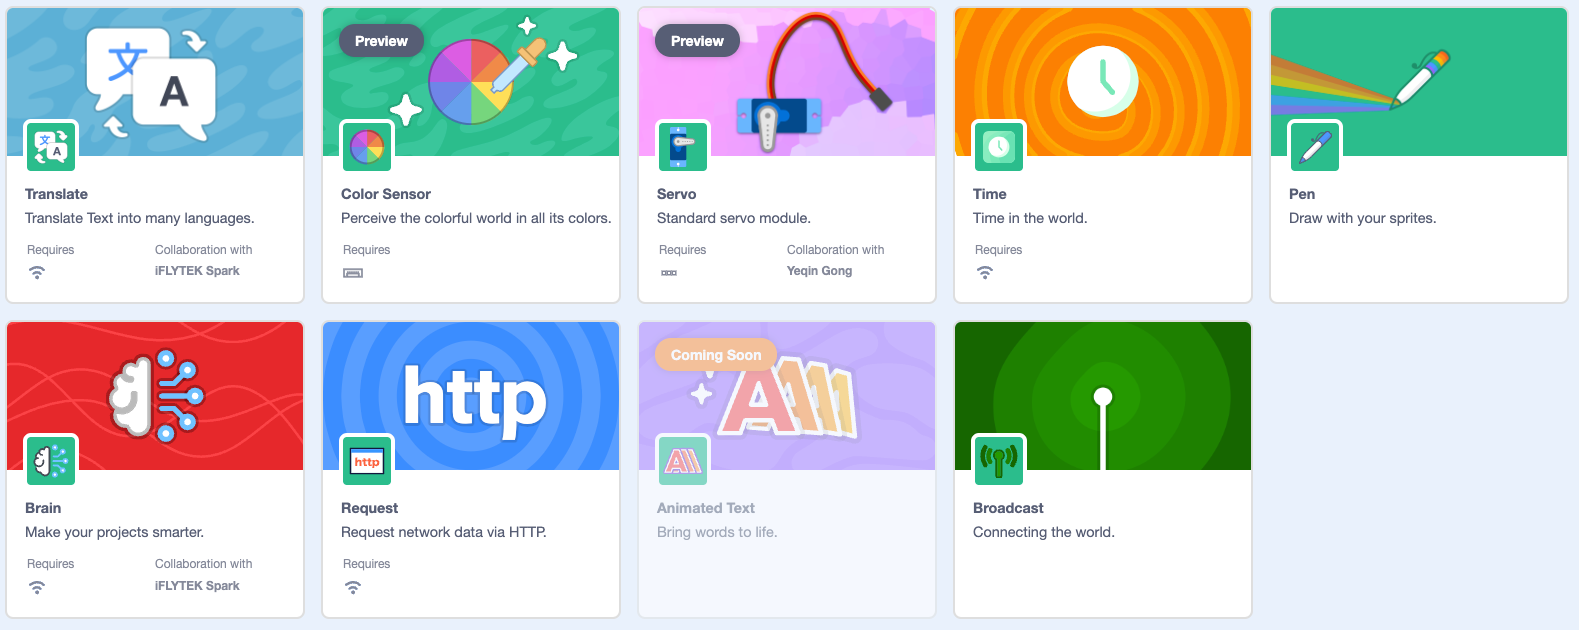 文
A
文
A
Translate
Translate Text into many languages.
Requires
Collaboration with
iFLYTEK Spark
Preview
Color Sensor
Perceive the colorful world in all its colors.
Requires
Preview
Servo
Standard servo module.
Requires
Collaboration with
Yeqin Gong
Time
Time in the world.
Requires
Pen
Draw with your sprites.
Brain
Make your projects smarter.
Requires
Collaboration with
iFLYTEK Spark
http
http
Request
Request network data via HTTP.
Requires
Coming Soon
A
A
Animated Text
Bring words to life.
Broadcast
Connecting the world.